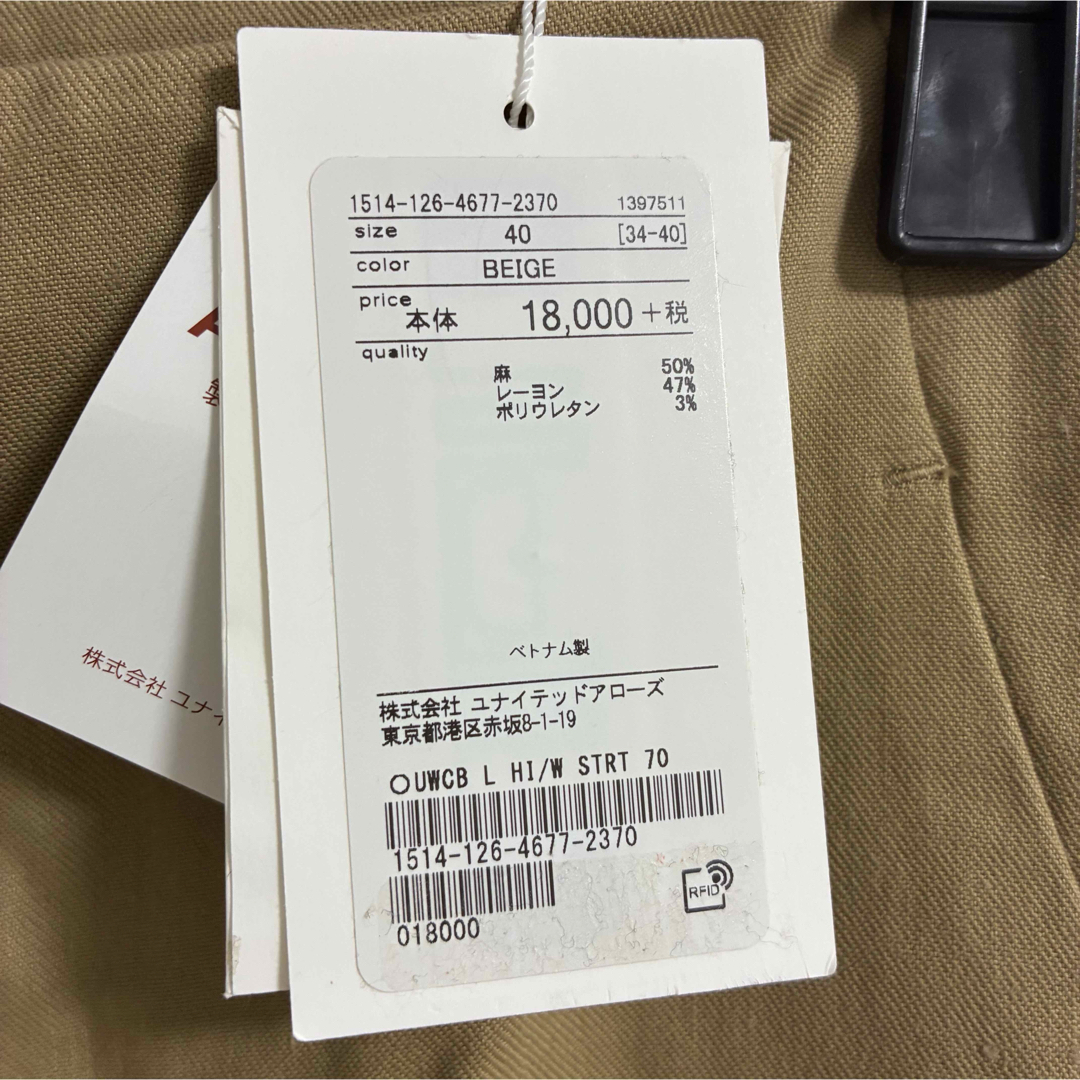 1514-126-4677-2370 1397511
size 40 [34-40]
color BEIGE
price 本体 18,000 +税
quality
麻 50%
レーヨン 47%
ポリウレタン 3%
ベトナム製
株式会社 ユナイテッドアローズ
東京都港区赤坂8-1-19
○UWCB L HI/W STRT 70
1514-126-4677-2370
018000
RFID
株式会社 ユナイ